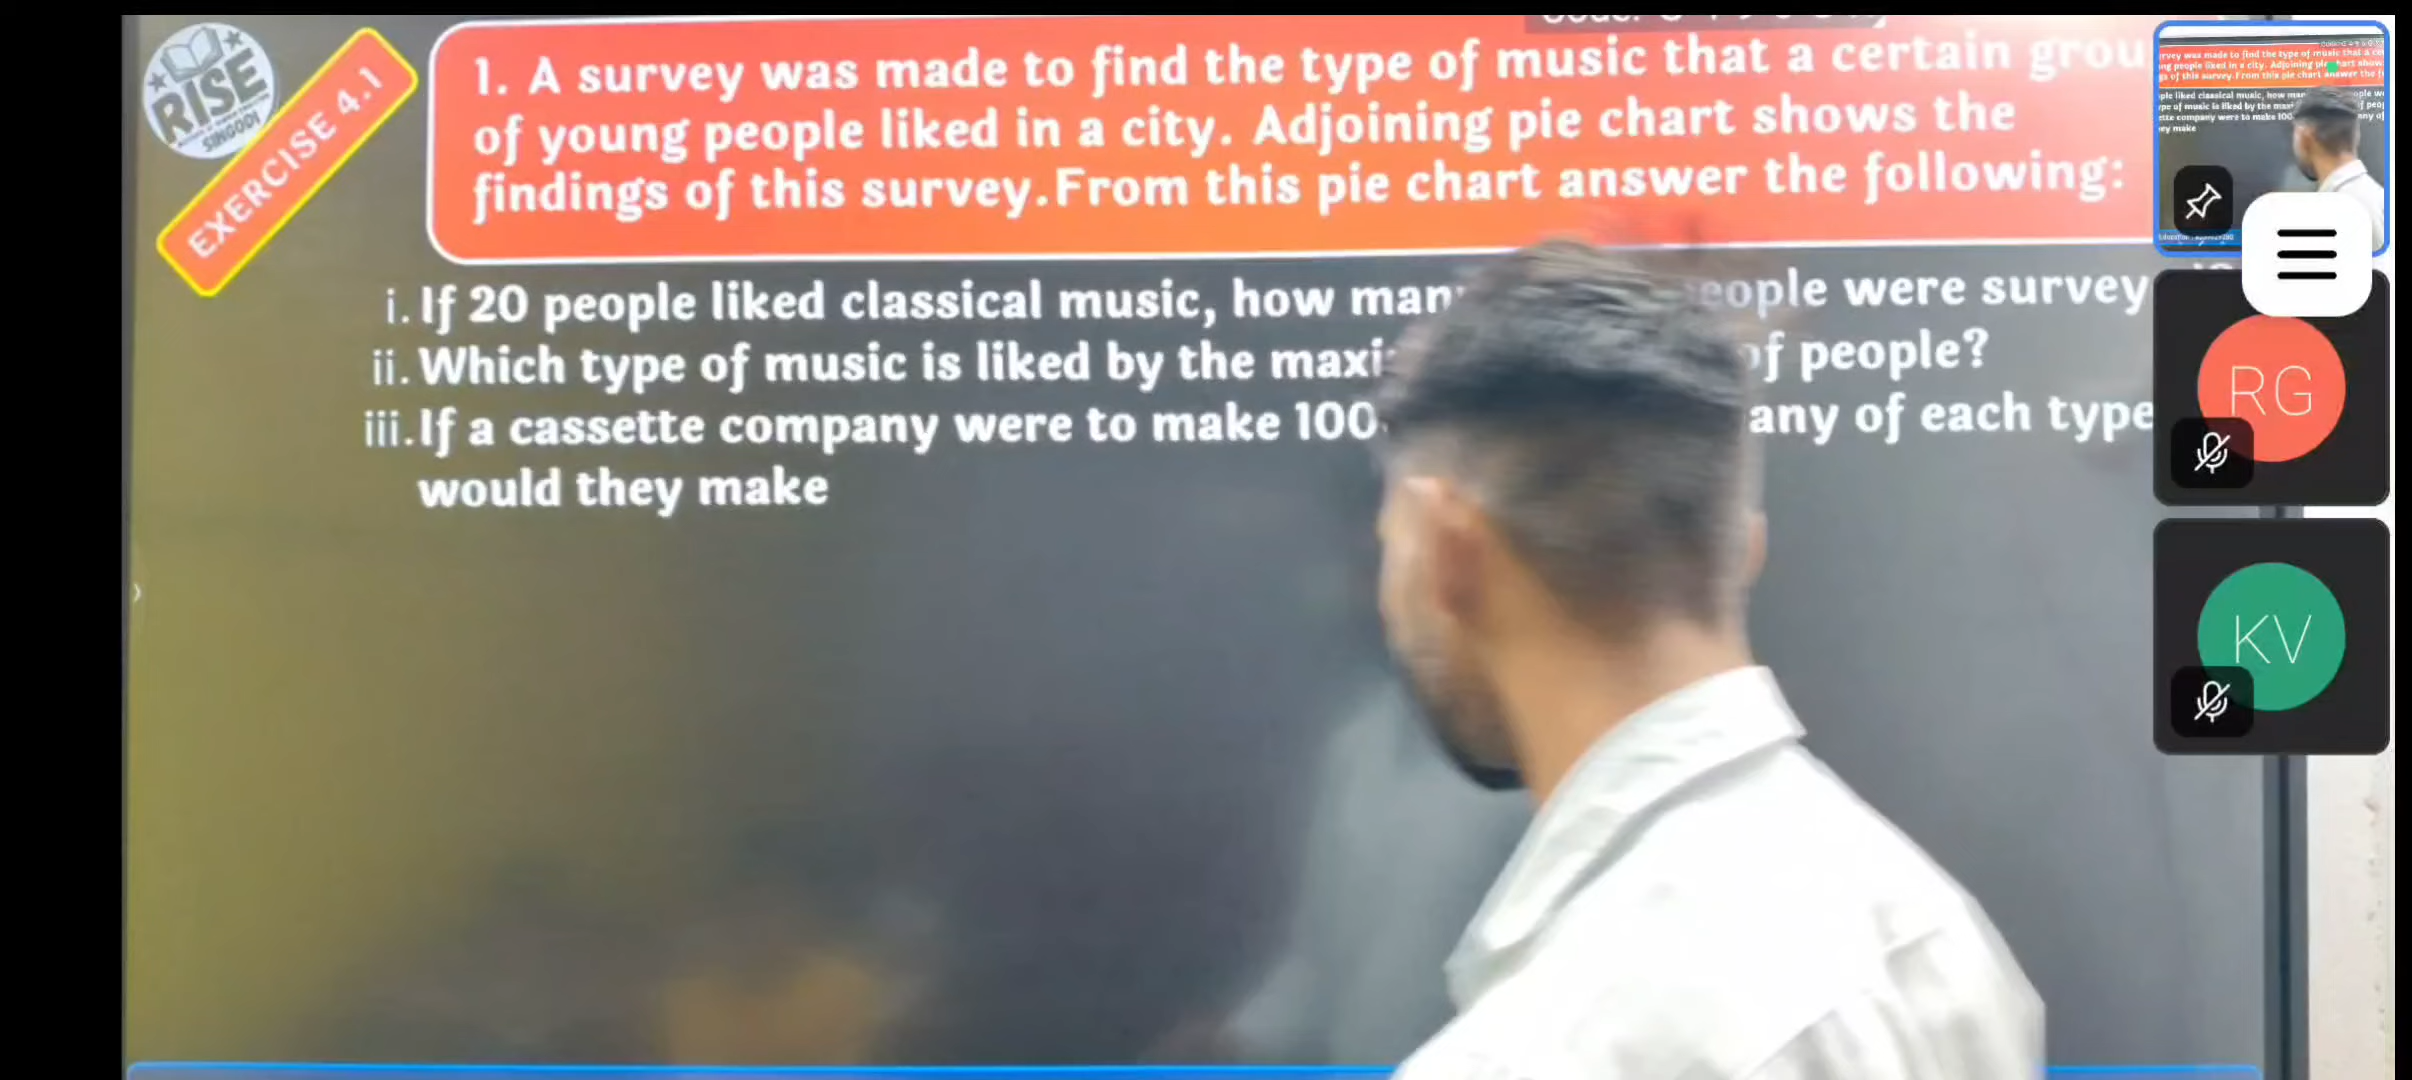 RISE
SINGODI
EXERCISE 4.1
1. A survey was made to find the type of music that a certain grou
of young people liked in a city. Adjoining pie chart shows the
findings of this survey.From this pie chart answer the following:
i. If 20 people liked classical music, how man eople were survey
ii. Which type of music is liked by the maxi of people?
iii. If a cassette company were to make 100 any of each type
would they make
RG
KV